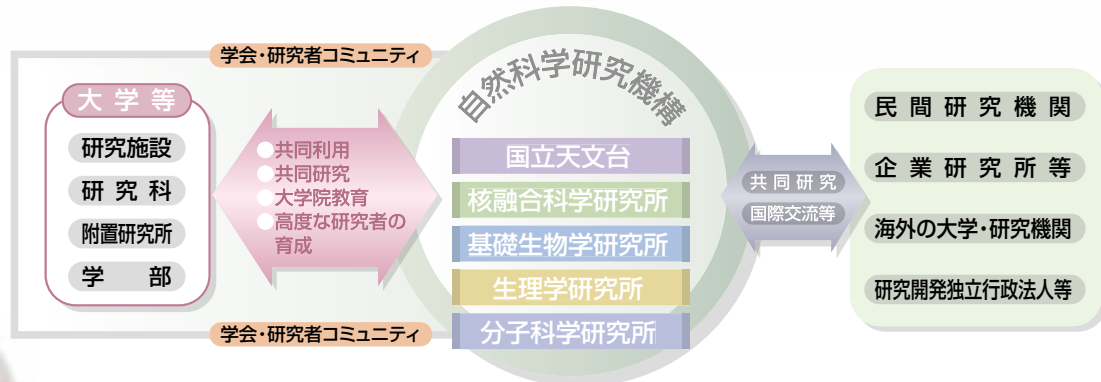 学会・研究者コミュニティ
大学等
研究施設
研究科
附置研究所
学部
●共同利用
●共同研究
●大学院教育
●高度な研究者の
育成
学会・研究者コミュニティ
自然科学研究機構
国立天文台
核融合科学研究所
基礎生物学研究所
生理学研究所
分子科学研究所
共同研究
国際交流等
民間研究機関
企業研究所等
海外の大学・研究機関
研究開発独立行政法人等